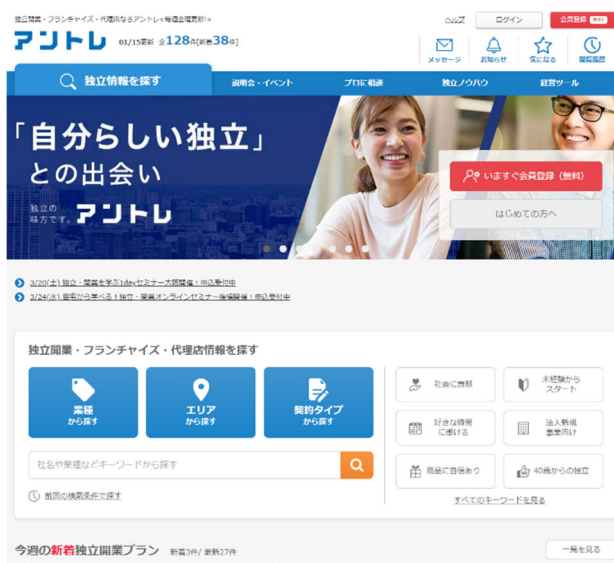 独立開業・フランチャイズ・代理店ならアントレ<毎週金曜更新!>
ヘルプ
ログイン
会員登録 無料
アントレ 01/15更新 全128件[新着38件]
メッセージ
お知らせ
気になる
閲覧履歴
独立情報を探す
説明会・イベント
プロに相談
独立ノウハウ
経営ツール
「自分らしい独立」
との出会い
独立の
味方です。アントレ
いますぐ会員登録（無料）
はじめての方へ
3/20(土) 独立・開業を学ぶ1dayセミナー大阪開催！申込受付中
3/24(水) 自宅から学べる！独立・開業オンラインセミナー後場開催！申込受付中
独立開業・フランチャイズ・代理店情報を探す
業種
から探す
エリア
から探す
契約タイプ
から探す
社会に貢献
未経験から
スタート
好きな時間
に働ける
法人新規
事業向け
商品に自信あり
40歳からの独立
社名や業種などキーワードから探す
前回の検索条件で探す
すべてのキーワードを見る
今週の新着独立開業プラン 新着3件/ 更新27件
一覧を見る